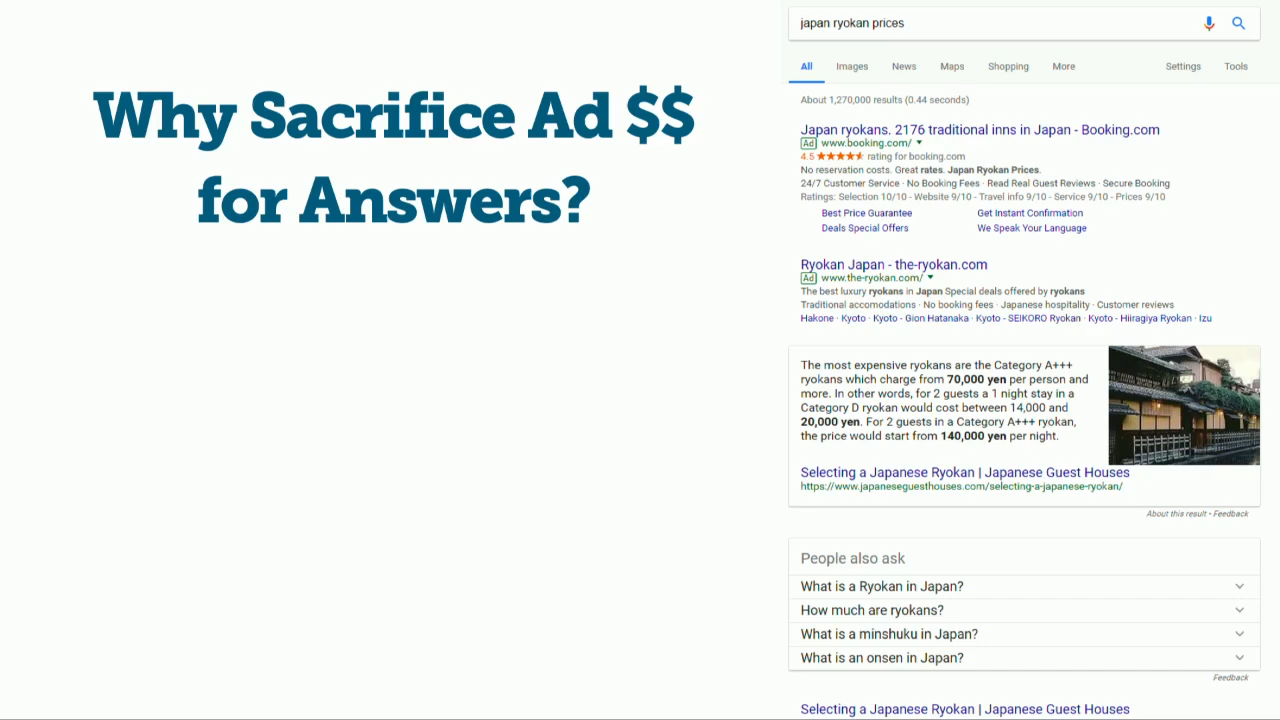 Why Sacrifice Ad $$
for Answers?
japan ryokan prices
All Images News Maps Shopping More Settings Tools
About 1,270,000 results (0.44 seconds)
Japan ryokans. 2176 traditional inns in Japan - Booking.com
Ad www.booking.com/
4.5 ★★★★★ rating for booking.com
No reservation costs. Great rates. Japan Ryokan Prices.
24/7 Customer Service · No Booking Fees · Read Real Guest Reviews · Secure Booking
Ratings: Selection 10/10 - Website 9/10 - Travel info 9/10 - Service 9/10 - Prices 9/10
Best Price Guarantee Get Instant Confirmation
Deals Special Offers We Speak Your Language
Ryokan Japan - the-ryokan.com
Ad www.the-ryokan.com/
The best luxury ryokans in Japan Special deals offered by ryokans
Traditional accomodations · No booking fees · Japanese hospitality · Customer reviews
Hakone · Kyoto · Kyoto - Gion Hatanaka · Kyoto - SEIKORO Ryokan · Kyoto - Hiiragiya Ryokan · Izu
The most expensive ryokans are the Category A+++
ryokans which charge from 70,000 yen per person and
more. In other words, for 2 guests a 1 night stay in a
Category D ryokan would cost between 14,000 and
20,000 yen. For 2 guests in a Category A+++ ryokan,
the price would start from 140,000 yen per night.
Selecting a Japanese Ryokan | Japanese Guest Houses
https://www.japaneseguesthouses.com/selecting-a-japanese-ryokan/
About this result • Feedback
People also ask
What is a Ryokan in Japan?
How much are ryokans?
What is a minshuku in Japan?
What is an onsen in Japan?
Feedback
Selecting a Japanese Ryokan | Japanese Guest Houses